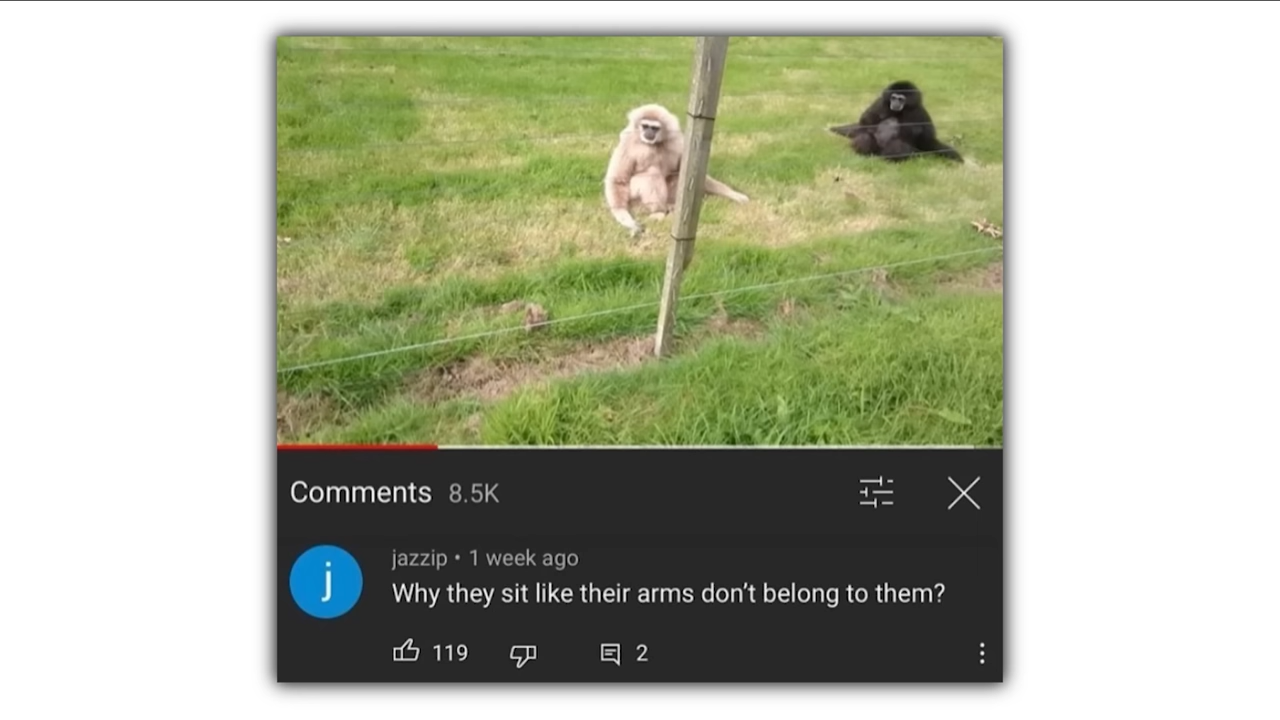 Comments 8.5K
j
jazzip • 1 week ago
Why they sit like their arms don’t belong to them?
119 2